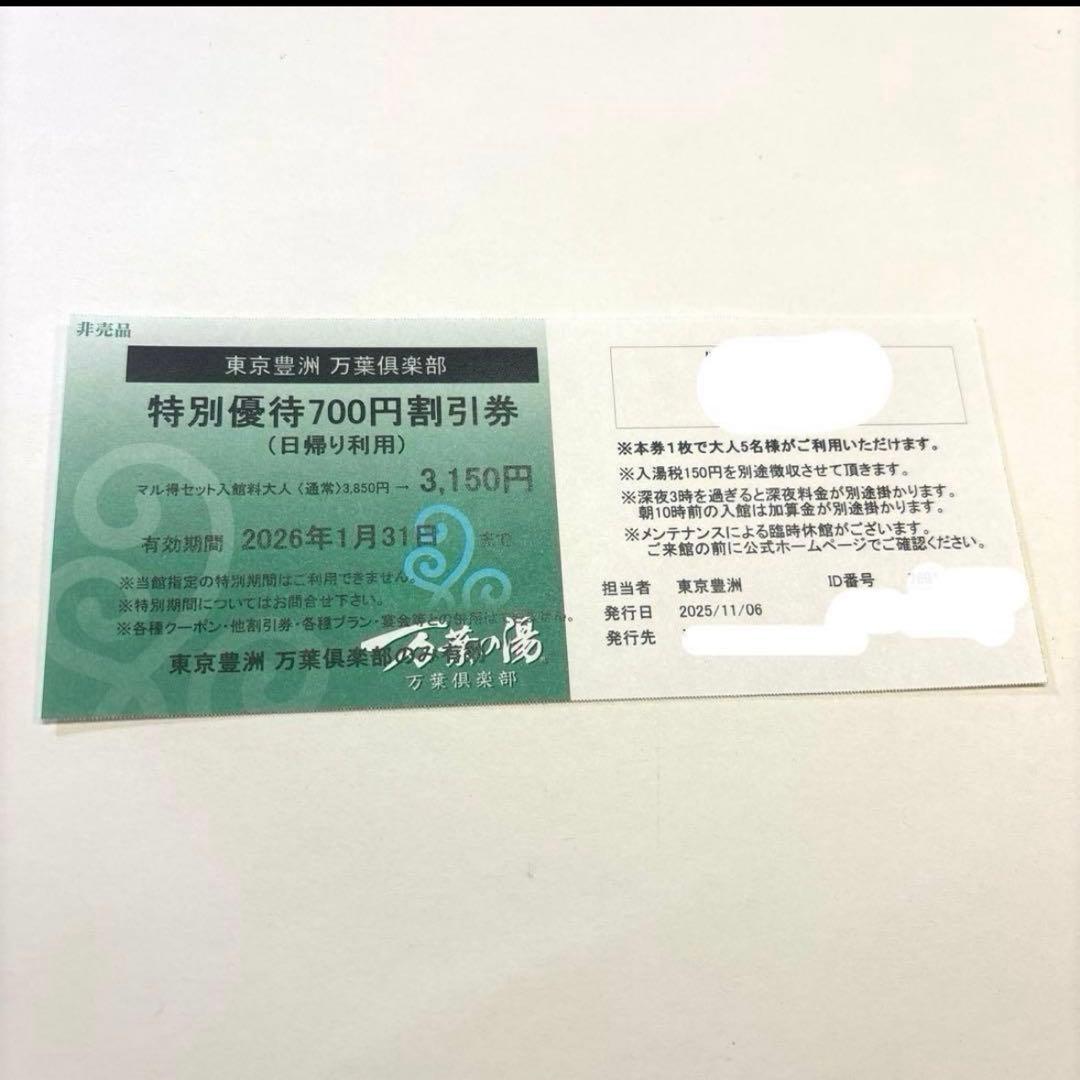 非売品
東京豊洲 万葉倶楽部
特別優待700円割引券
（日帰り利用）
マル得セット入館料大人〈通常〉3,850円 → 3,150円
有効期間 2026年1月31日 まで
※当館指定の特別期間はご利用できません。
※特別期間についてはお問合せ下さい。
※各種クーポン・他割引券・各種プラン・宴会等との併用は
東京豊洲 万葉倶楽部のみ有効
万葉の湯
万葉倶楽部
※本券1枚で大人5名様がご利用いただけます。
※入湯税150円を別途徴収させて頂きます。
※深夜3時を過ぎると深夜料金が別途掛かります。
朝10時前の入館は加算金が別途掛かります。
※メンテナンスによる臨時休館がございます。
ご来館の前に公式ホームページでご確認ください。
担当者 東京豊洲 ID番号
発行日 2025/11/06
発行先